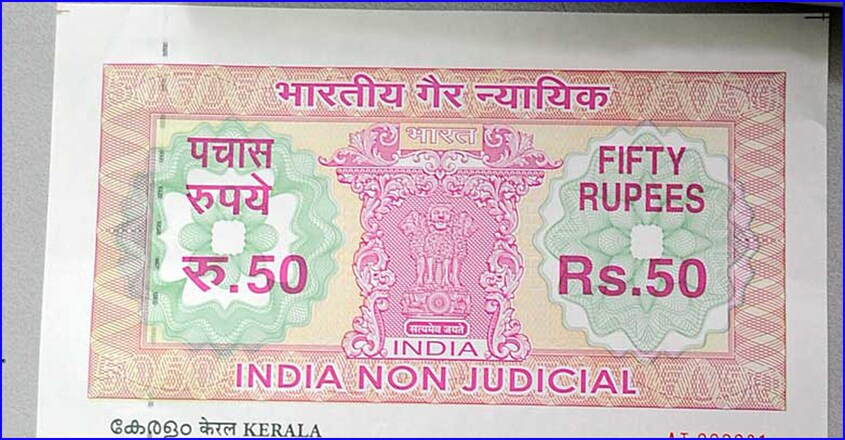 भारतीय गैर न्यायिक
भारत
पचास
रुपये
रु.50
FIFTY
RUPEES
Rs.50
सत्यमेव जयते
INDIA
INDIA NON JUDICIAL
കേരളം केरल KERALA